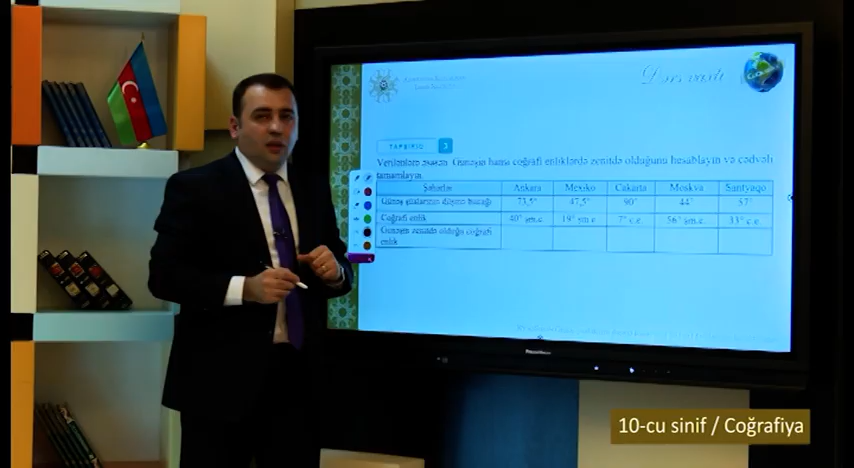 Dərs vaxtı
TAPŞIRIQ 3
Verilənlərə əsasən Günəşin hansı coğrafi enliklərdə zenitdə olduğunu hesablayın və cədvəli
tamamlayın.
Şəhərlər Ankara Mexiko Cakarta Moskva Santyaqo
Günəş şüalarının düşmə bucağı 73,5° 47,5° 90° 44° 57°
Coğrafi enlik 40° şm.e. 19° şm.e. 7° c.e. 56° şm.e. 33° c.e.
Günəşin zenitdə olduğu coğrafi
enlik
10-cu sinif / Coğrafiya